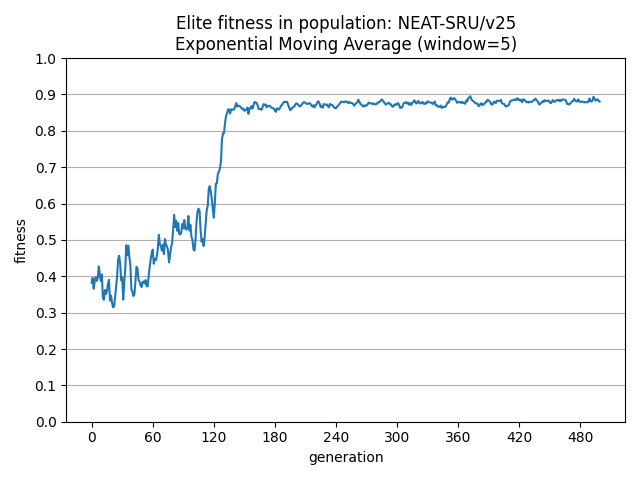 Elite fitness in population: NEAT-SRU/v25
Exponential Moving Average (window=5)
1.0
0.9
0.8
0.7
0.6
0.5
0.4
0.3
0.2
0.1
0.0
fitness
0 60 120 180 240 300 360 420 480
generation